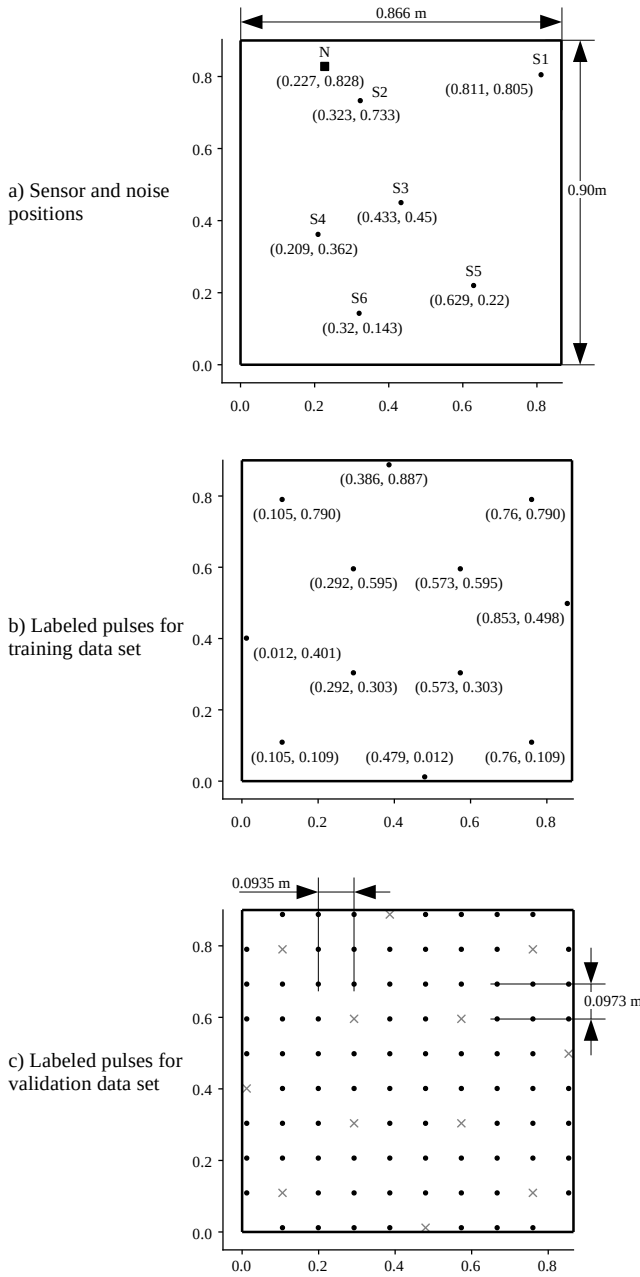 0.866 m
0.8
N
S1
(0.227, 0.828)
(0.811, 0.805)
S2
(0.323, 0.733)
0.6
a) Sensor and noise
positions
S3
0.90m
0.4
S4
(0.433, 0.45)
(0.209, 0.362)
S5
0.2
S6
(0.629, 0.22)
(0.32, 0.143)
0.0
0.0 0.2 0.4 0.6 0.8
(0.386, 0.887)
0.8
(0.105, 0.790)
(0.76, 0.790)
0.6
(0.292, 0.595)
(0.573, 0.595)
b) Labeled pulses for
training data set
(0.853, 0.498)
0.4
(0.012, 0.401)
(0.292, 0.303)
(0.573, 0.303)
0.2
(0.105, 0.109)
(0.479, 0.012)
(0.76, 0.109)
0.0
0.0 0.2 0.4 0.6 0.8
0.0935 m
0.8
0.0973 m
0.6
c) Labeled pulses for
validation data set
0.4
0.2
0.0
0.0 0.2 0.4 0.6 0.8